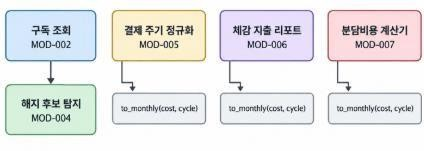 구독 조회
MOD-002
결제 주기 정규화
MOD-005
체감 지출 리포트
MOD-006
분담비용 계산기
MOD-007
해지 후보 탐지
MOD-004
to_monthly(cost, cycle)
to_monthly(cost, cycle)
to_monthly(cost, cycle)